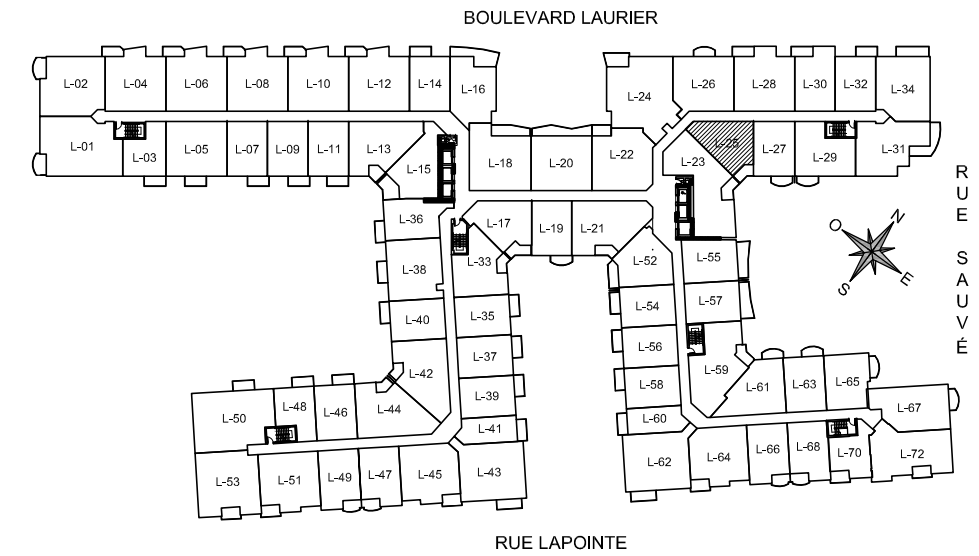 BOULEVARD LAURIER
L-02 L-04 L-06 L-08 L-10 L-12 L-14 L-16 L-24 L-26 L-28 L-30 L-32 L-34
L-01 L-03 L-05 L-07 L-09 L-11 L-13 L-15 L-18 L-20 L-22 L-23 L-25 L-27 L-29 L-31
L-36 L-17 L-19 L-21
L-38 L-33 L-52 L-55
L-40 L-35 L-54 L-57
L-37 L-56
L-42 L-39 L-58 L-59 L-61 L-63 L-65
L-50 L-48 L-46 L-44 L-41 L-60 L-67
L-53 L-51 L-49 L-47 L-45 L-43 L-62 L-64 L-66 L-68 L-70 L-72
RUE SAUVÉ
O N
S E
RUE LAPOINTE